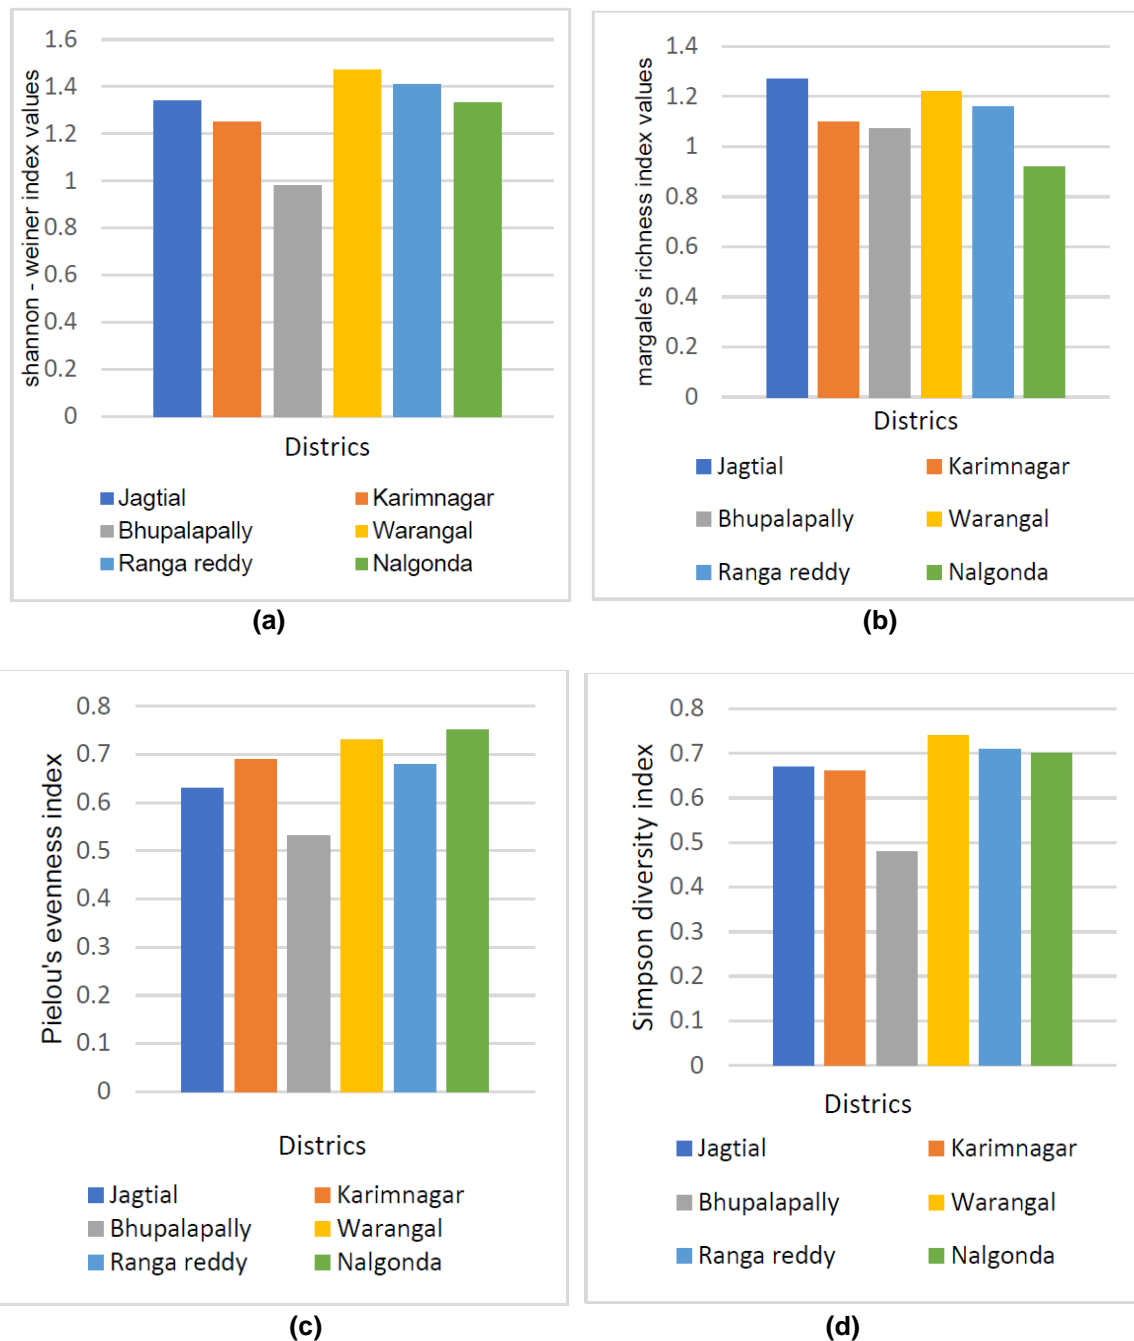 shannon - weiner index values
1.6
1.4
1.2
1
0.8
0.6
0.4
0.2
0
Districs
Jagtial Karimnagar
Bhupalapally Warangal
Ranga reddy Nalgonda
(a)
margale's richness index values
1.4
1.2
1
0.8
0.6
0.4
0.2
0
Districs
Jagtial Karimnagar
Bhupalapally Warangal
Ranga reddy Nalgonda
(b)
Pielou's evenness index
0.8
0.7
0.6
0.5
0.4
0.3
0.2
0.1
0
Districs
Jagtial Karimnagar
Bhupalapally Warangal
Ranga reddy Nalgonda
(c)
Simpson diversity index
0.8
0.7
0.6
0.5
0.4
0.3
0.2
0.1
0
Districs
Jagtial Karimnagar
Bhupalapally Warangal
Ranga reddy Nalgonda
(d)